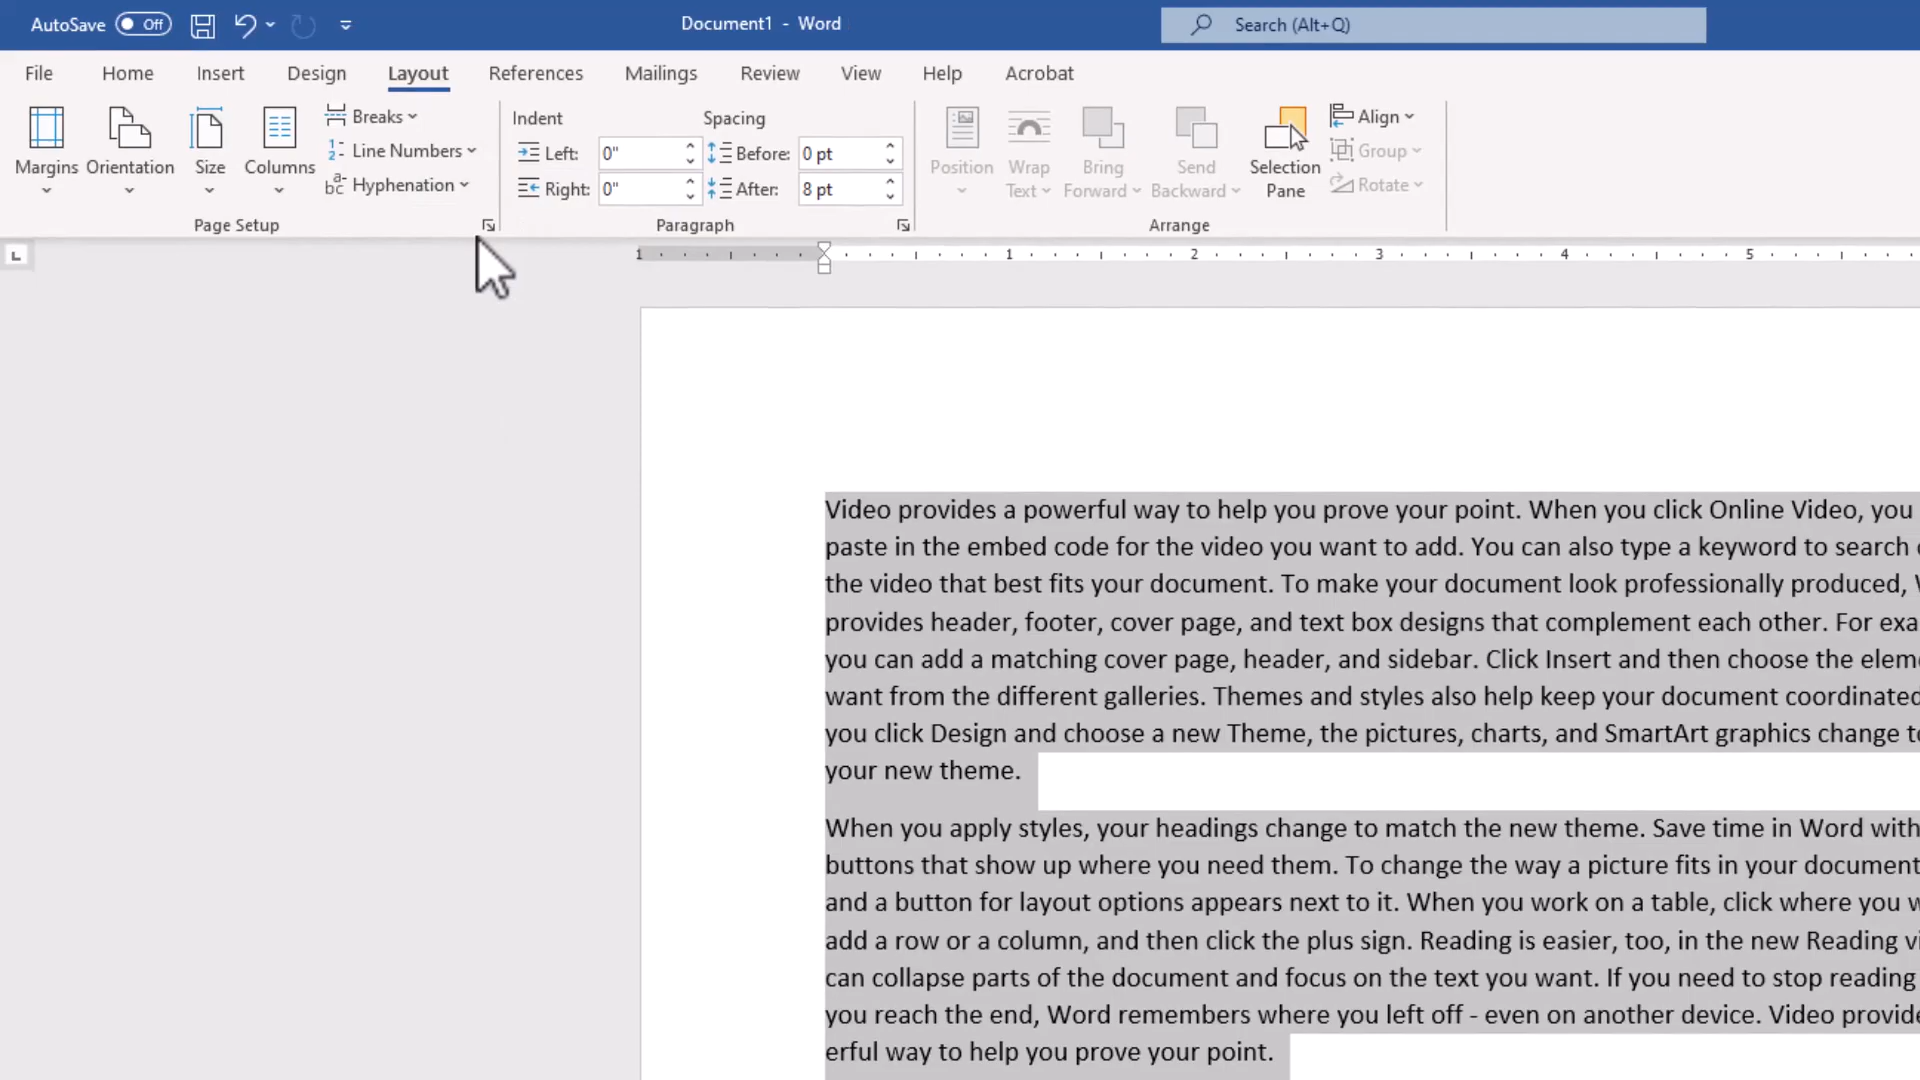 AutoSave Off Document1 - Word Search (Alt+Q)
File Home Insert Design Layout References Mailings Review View Help Acrobat
Margins Orientation Size Columns
Breaks
Line Numbers
Hyphenation
Page Setup
Indent Spacing
Left: 0" Before: 0 pt
Right: 0" After: 8 pt
Paragraph
Position
Wrap
Text
Bring
Forward
Send
Backward
Selection
Pane
Align
Group
Rotate
Arrange
1 1 2 3 4 5
Video provides a powerful way to help you prove your point. When you click Online Video, you
paste in the embed code for the video you want to add. You can also type a keyword to search
the video that best fits your document. To make your document look professionally produced,
provides header, footer, cover page, and text box designs that complement each other. For exa
you can add a matching cover page, header, and sidebar. Click Insert and then choose the elem
want from the different galleries. Themes and styles also help keep your document coordinated
you click Design and choose a new Theme, the pictures, charts, and SmartArt graphics change t
your new theme.
When you apply styles, your headings change to match the new theme. Save time in Word with
buttons that show up where you need them. To change the way a picture fits in your document
and a button for layout options appears next to it. When you work on a table, click where you w
add a row or a column, and then click the plus sign. Reading is easier, too, in the new Reading vi
can collapse parts of the document and focus on the text you want. If you need to stop reading
you reach the end, Word remembers where you left off - even on another device. Video provide
erful way to help you prove your point.